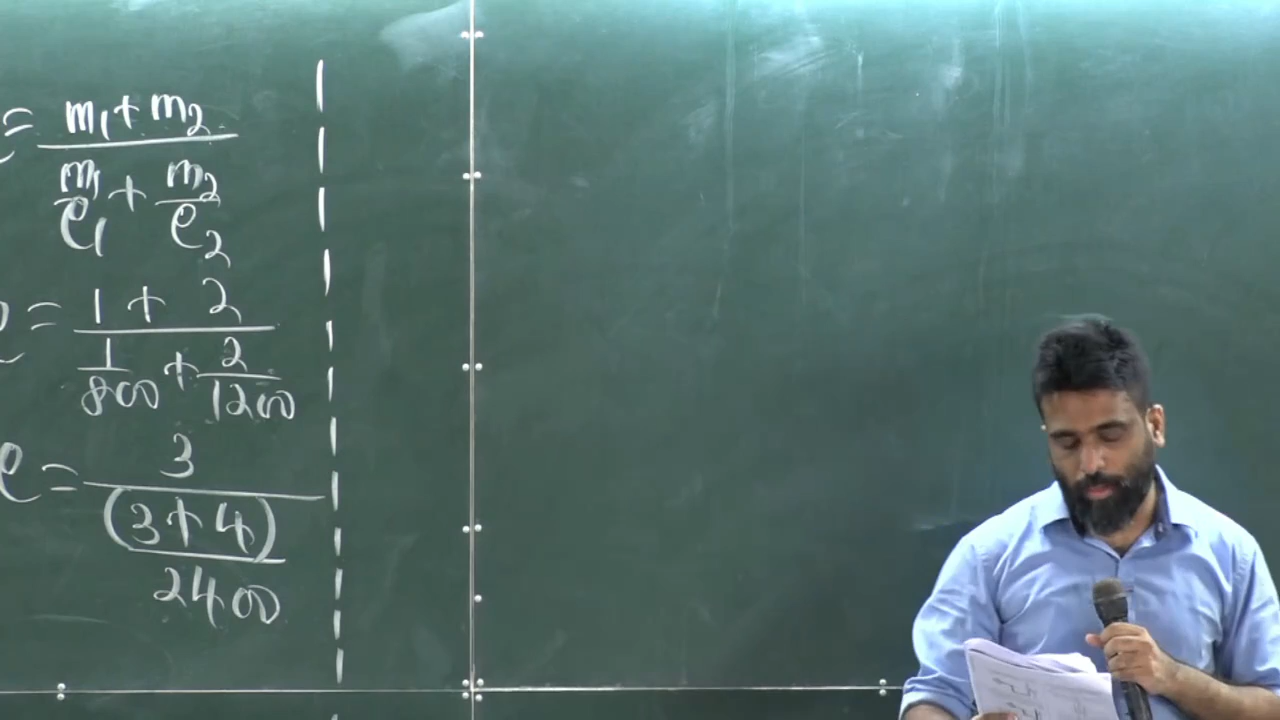 = m₁ + m₂
m₁/ρ₁ + m₂/ρ₂
ρ = 1 + 2
1/800 + 2/1200
ρ = 3
(3+4)
2400